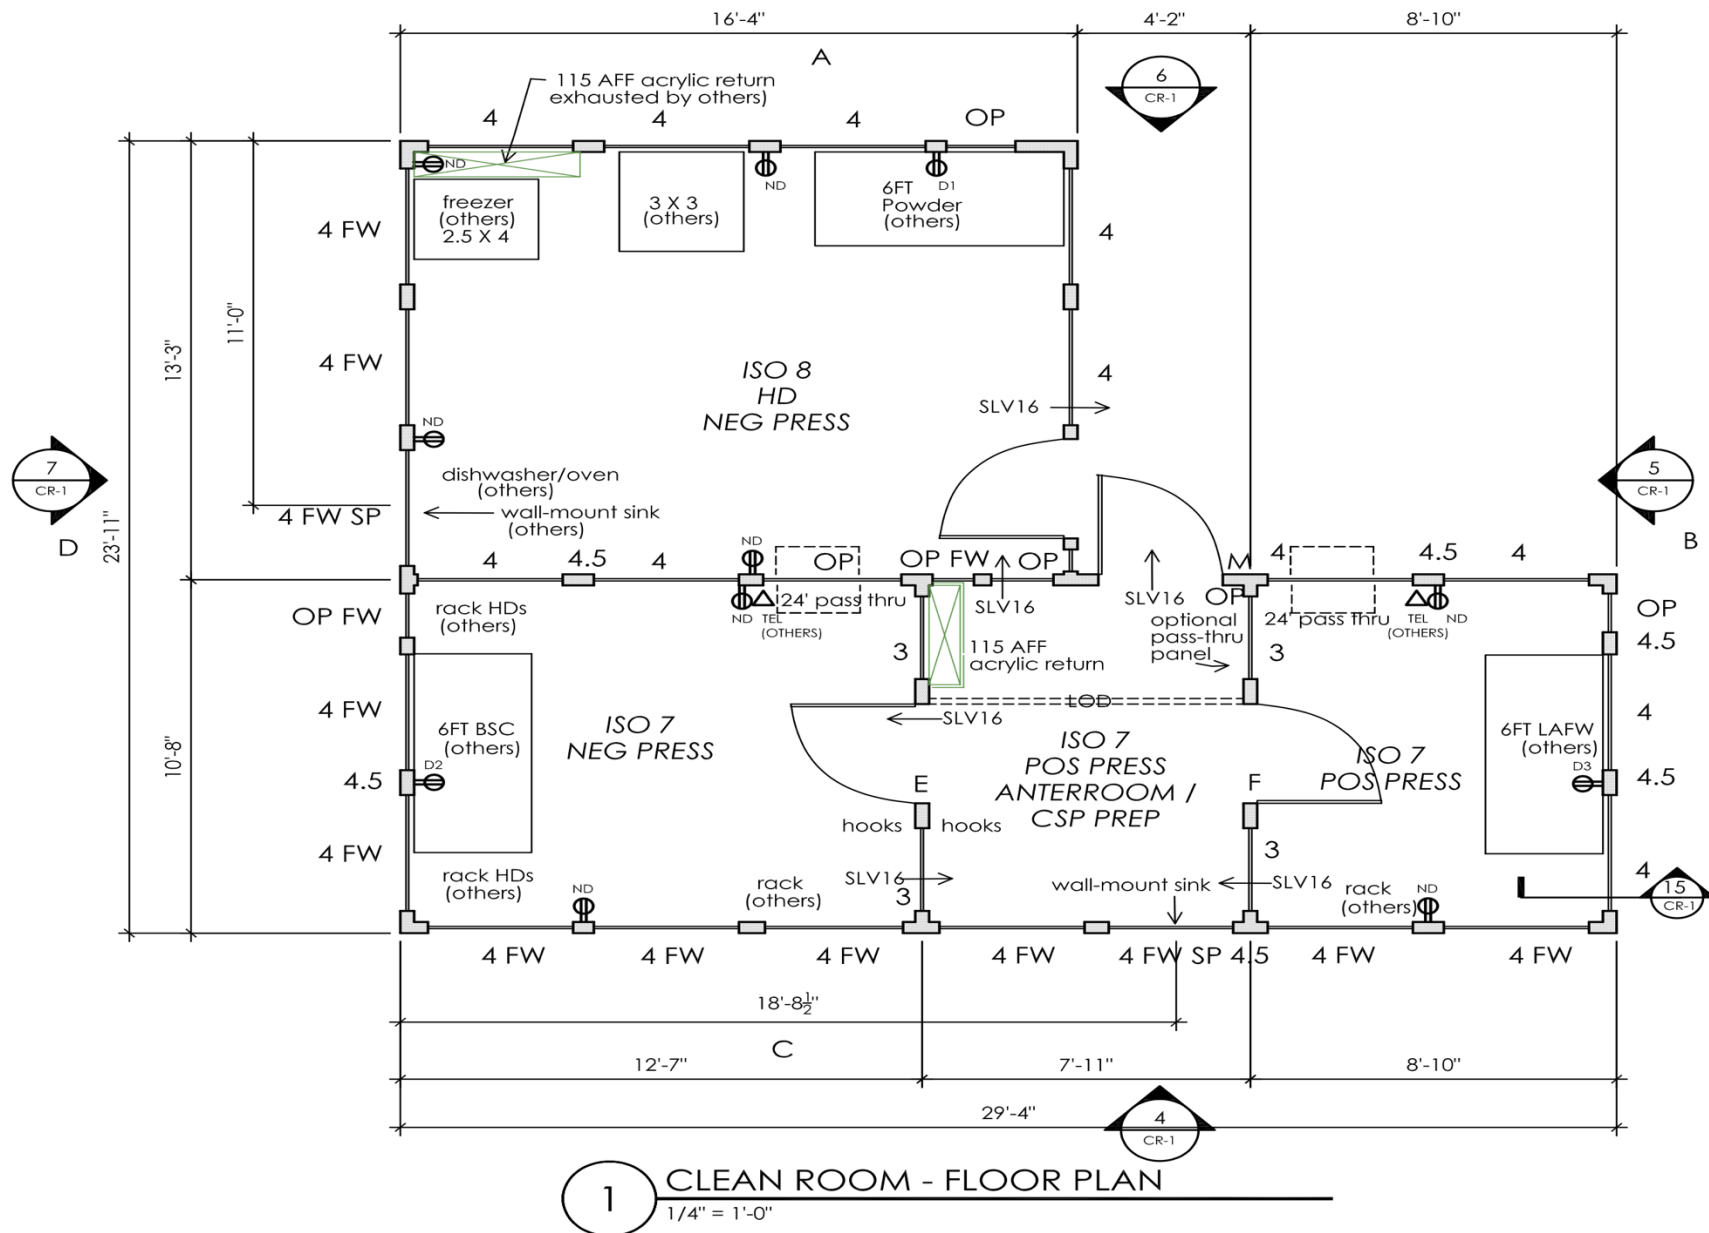 16'-4"
4'-2"
8'-10"
A
115 AFF acrylic return
exhausted by others)
6
CR-1
4
4
4
OP
ND
ND
D1
freezer
(others)
2.5 X 4
3 X 3
(others)
6FT
Powder
(others)
4 FW
4
11'-0"
13'-3"
23'-11"
4 FW
ISO 8
HD
NEG PRESS
4
SLV16
ND
7
CR-1
5
CR-1
dishwasher/oven
(others)
wall-mount sink
(others)
4 FW SP
D
B
4
4.5
4
ND
OP
OP FW
OP
M
4
4.5
4
rack HDs
(others)
OP FW
ND
TEL
(OTHERS)
24' pass thru
SLV16
SLV16
OP
24' pass thru
TEL
(OTHERS)
ND
OP
4.5
optional
pass-thru
panel
3
115 AFF
acrylic return
3
LOD
4 FW
6FT BSC
(others)
ISO 7
NEG PRESS
SLV16
ISO 7
POS PRESS
ANTERROOM /
CSP PREP
ISO 7
POS PRESS
6FT LAFW
(others)
4
10'-8"
4.5
D2
E
F
D3
4.5
hooks
hooks
4 FW
3
rack HDs
(others)
ND
rack
(others)
SLV16
3
wall-mount sink
SLV16
rack
(others)
ND
4
15
CR-1
4 FW
4 FW
4 FW
4 FW
4 FW SP
4.5
4 FW
4 FW
18'-8½"
C
12'-7"
7'-11"
8'-10"
29'-4"
4
CR-1
1
CLEAN ROOM - FLOOR PLAN
1/4" = 1'-0"